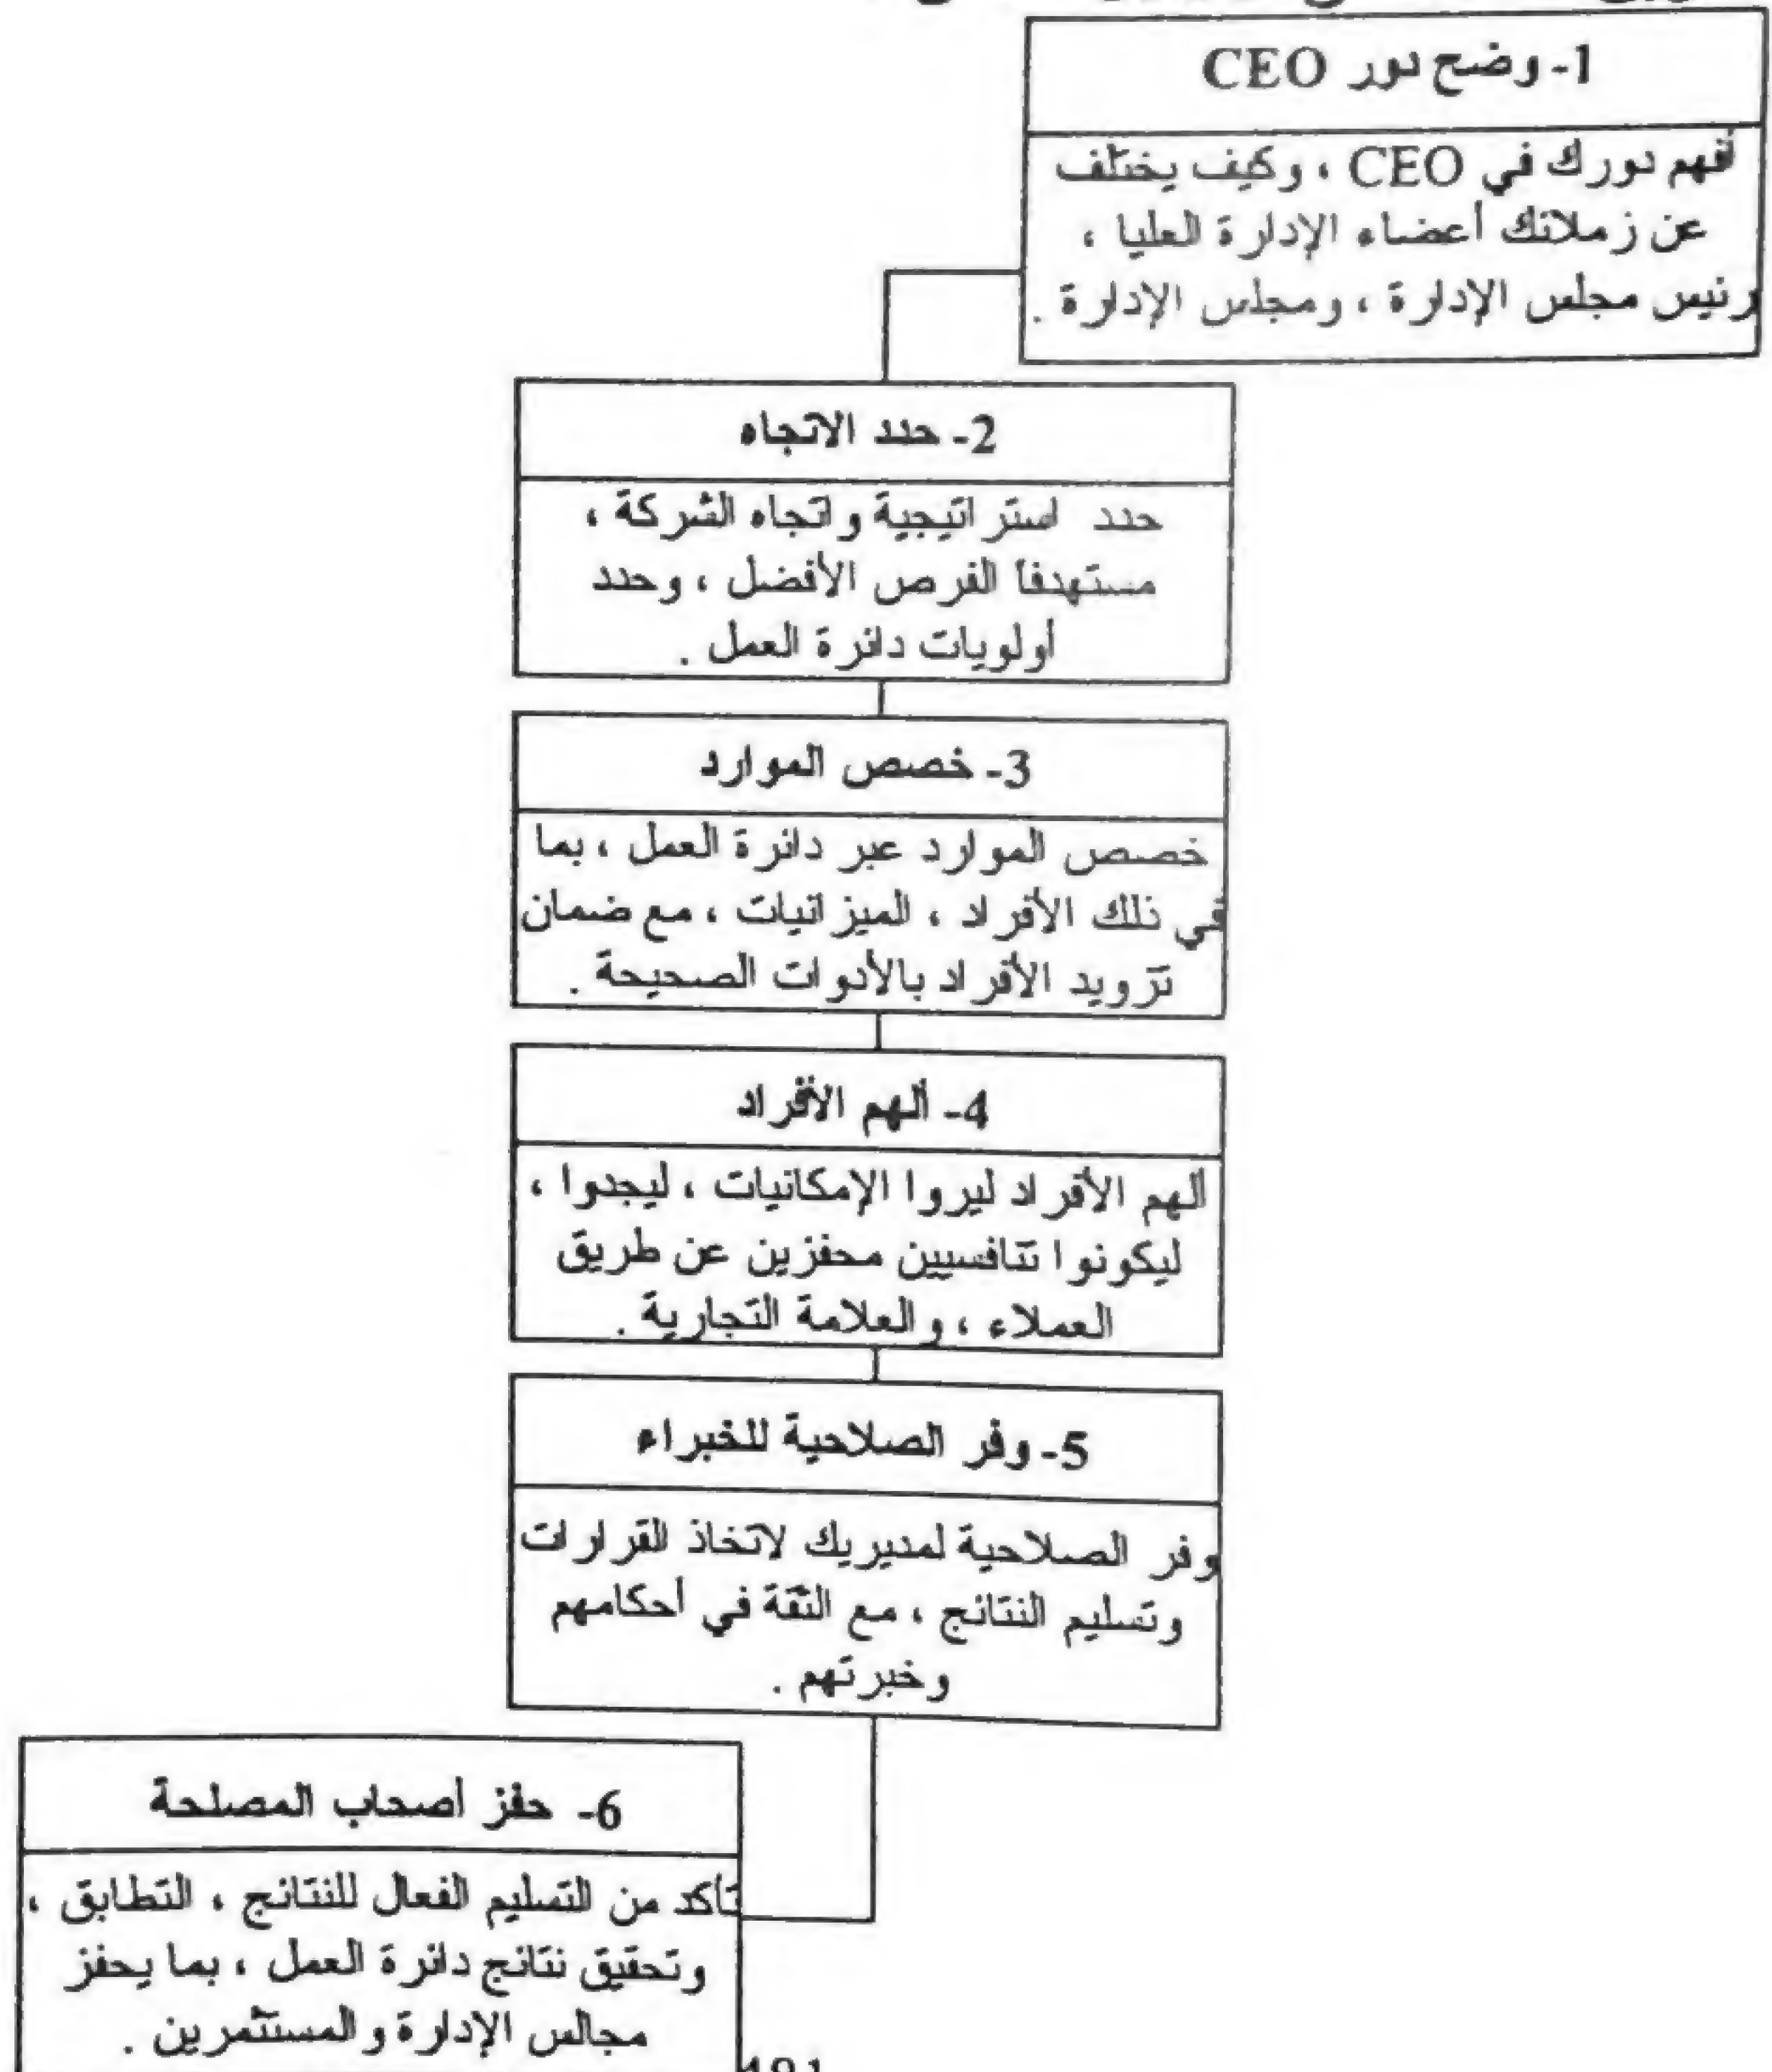 1- وضح دور CEO
أفهم دورك في CEO ، وكيف يختلف
عن زملائك أعضاء الإدارة العليا ،
رئيس مجلس الإدارة ، ومجلس الإدارة .
2- حدد الاتجاه
حدد استراتيجية واتجاه الشركة ،
مستهدفاً الفرص الأفضل ، وحدد
أولويات دائرة العمل .
3- خصص الموارد
خصص الموارد عبر دائرة العمل ، بما
في ذلك الأفراد ، الميزانيات ، مع ضمان
تزويد الأفراد بالأدوات الصحيحة .
4- ألهم الأفراد
ألهم الأفراد ليروا الإمكانيات ، ليجدوا ،
ليكونوا تنافسيين محفزين عن طريق
العملاء ، والعلامة التجارية .
5- وفر الصلاحية للخبراء
وفر الصلاحية لمديريك لاتخاذ القرارات
وتسليم النتائج ، مع الثقة في أحكامهم
وخبرتهم .
6- حفز أصحاب المصلحة
تأكد من التسليم الفعال للنتائج ، التطابق ،
وتحقيق نتائج دائرة العمل ، بما يحفز
مجالس الإدارة والمستثمرين .